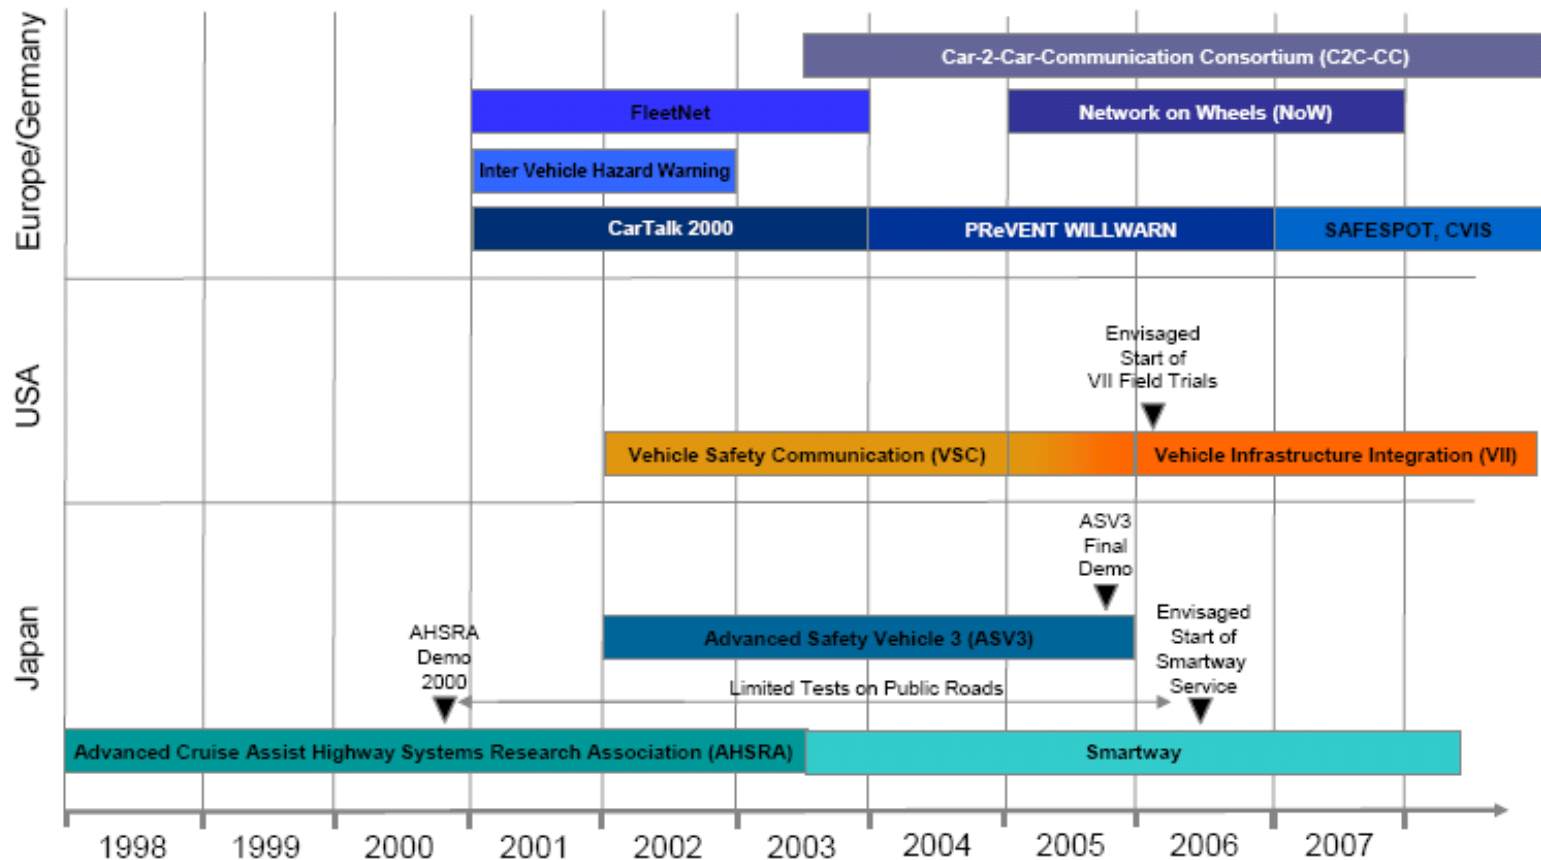 Europe/Germany
Car-2-Car-Communication Consortium (C2C-CC)
FleetNet
Network on Wheels (NoW)
Inter Vehicle Hazard Warning
CarTalk 2000
PReVENT WILLWARN
SAFESPOT, CVIS
USA
Envisaged
Start of
VII Field Trials
Vehicle Safety Communication (VSC)
Vehicle Infrastructure Integration (VII)
Japan
ASV3
Final
Demo
Advanced Safety Vehicle 3 (ASV3)
AHSRA
Demo
2000
Envisaged
Start of
Smartway
Service
Limited Tests on Public Roads
Advanced Cruise Assist Highway Systems Research Association (AHSRA)
Smartway
1998
1999
2000
2001
2002
2003
2004
2005
2006
2007